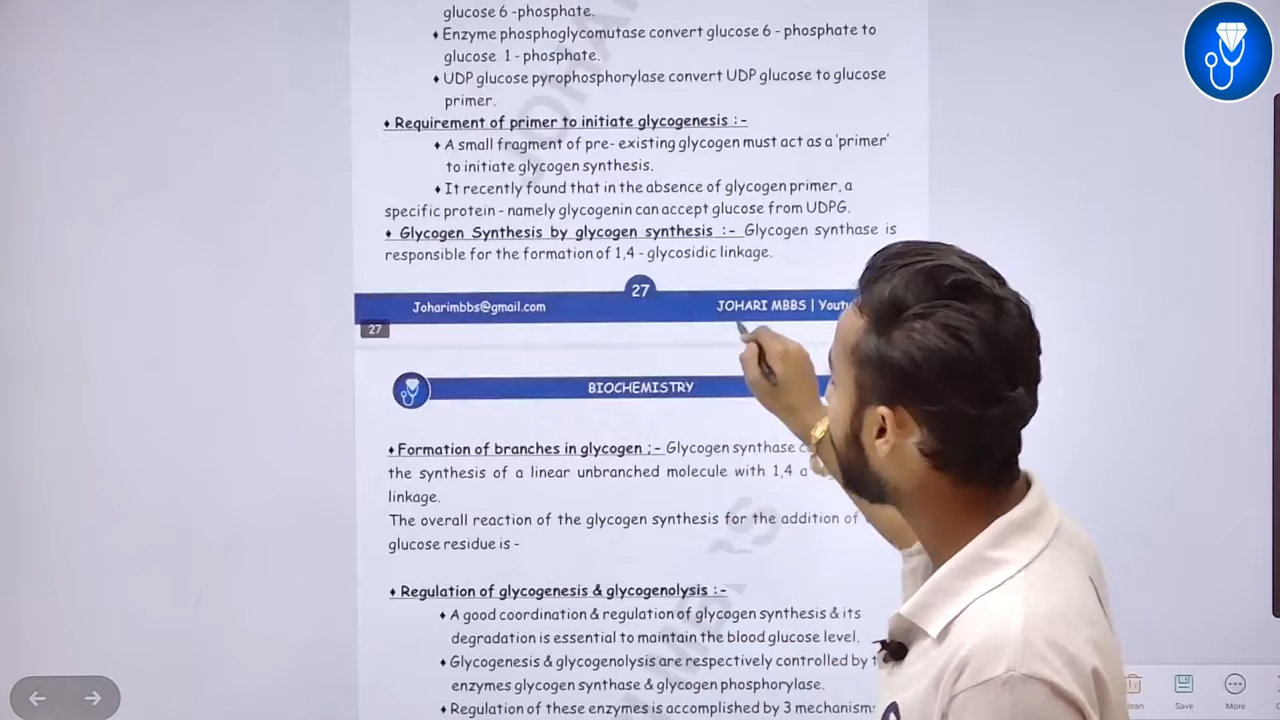 glucose 6 -phosphate.
♦ Enzyme phosphoglycomutase convert glucose 6 - phosphate to
glucose 1 - phosphate.
♦ UDP glucose pyrophosphorylase convert UDP glucose to glucose
primer.
♦ Requirement of primer to initiate glycogenesis :-
♦ A small fragment of pre- existing glycogen must act as a 'primer'
to initiate glycogen synthesis.
♦ It recently found that in the absence of glycogen primer, a
specific protein - namely glycogenin can accept glucose from UDPG.
♦ Glycogen Synthesis by glycogen synthesis :- Glycogen synthase is
responsible for the formation of 1,4 - glycosidic linkage.
27
Joharimbbs@gmail.com JOHARI MBBS |
27
BIOCHEMISTRY
♦ Formation of branches in glycogen ;- Glycogen synthase
the synthesis of a linear unbranched molecule with 1,4
linkage.
The overall reaction of the glycogen synthesis for the addition of
glucose residue is -
♦ Regulation of glycogenesis & glycogenolysis :-
♦ A good coordination & regulation of glycogen synthesis & its
degradation is essential to maintain the blood glucose level.
♦ Glycogenesis & glycogenolysis are respectively controlled by
enzymes glycogen synthase & glycogen phosphorylase.
♦ Regulation of these enzymes is accomplished by 3 mechanism
Save
More